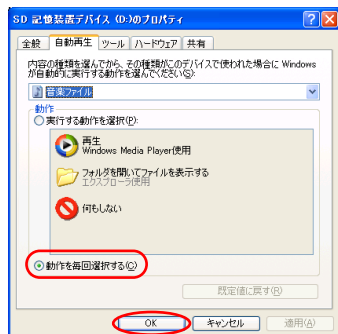 SD 記憶装置デバイス (D:)のプロパティ
全般 自動再生 ツール ハードウェア 共有
内容の種類を選んでから、その種類がこのデバイスで使われた場合に Windows
が自動的に実行する動作を選んでください(S):
音楽ファイル
動作
実行する動作を選択(P):
再生
Windows Media Player使用
フォルダを開いてファイルを表示する
エクスプローラ使用
何もしない
動作を毎回選択する(C)
既定値に戻す(R)
OK キャンセル 適用(A)